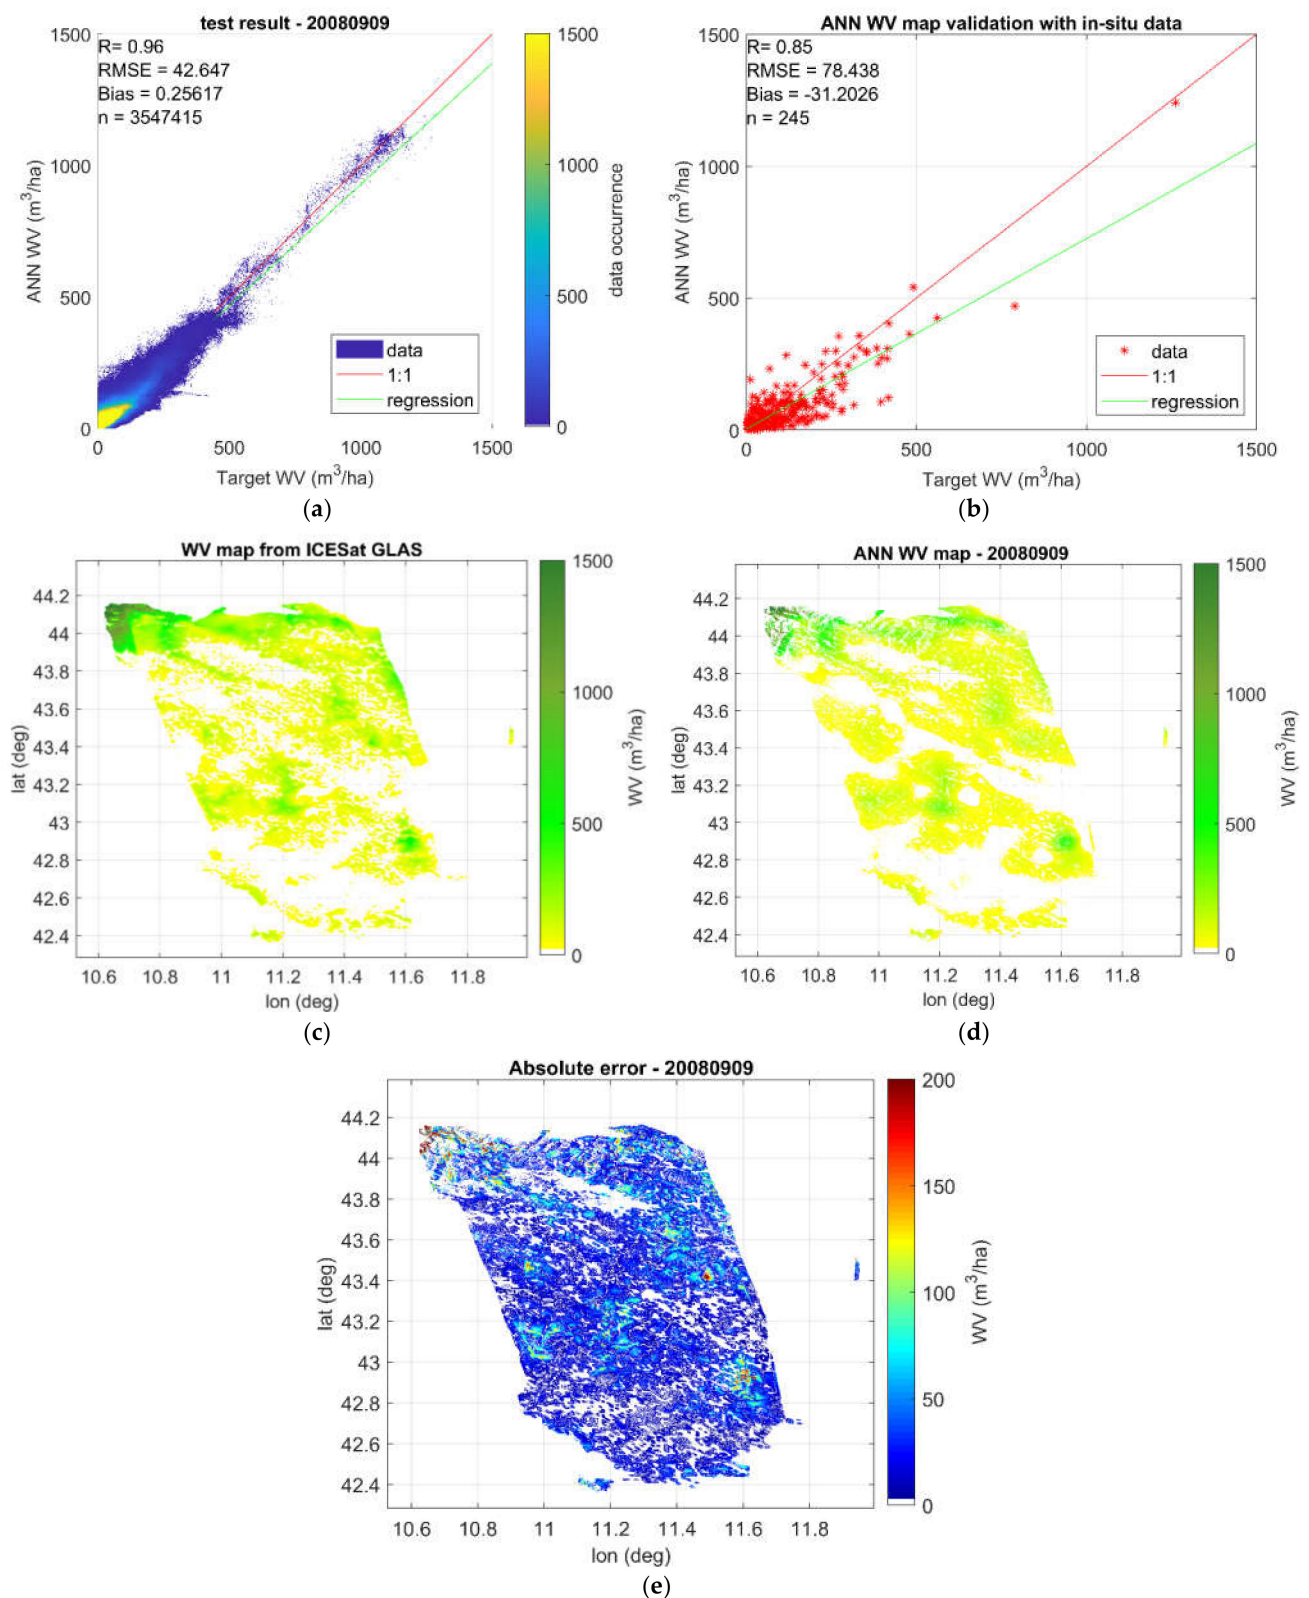 test result - 20080909
R= 0.96
RMSE = 42.647
Bias = 0.25617
n = 3547415
1500
1000
500
0
ANN WV (m³/ha)
0
500
1000
1500
Target WV (m³/ha)
data
1:1
regression
1500
1000
500
0
data occurrence
(a)
ANN WV map validation with in-situ data
R= 0.85
RMSE = 78.438
Bias = -31.2026
n = 245
1500
1000
500
0
ANN WV (m³/ha)
0
500
1000
1500
Target WV (m³/ha)
data
1:1
regression
(b)
WV map from ICESat GLAS
44.2
44
43.8
43.6
43.4
43.2
43
42.8
42.6
42.4
lat (deg)
10.6
10.8
11
11.2
11.4
11.6
11.8
lon (deg)
1500
1000
500
0
WV (m³/ha)
(c)
ANN WV map - 20080909
44.2
44
43.8
43.6
43.4
43.2
43
42.8
42.6
42.4
lat (deg)
10.6
10.8
11
11.2
11.4
11.6
11.8
lon (deg)
1500
1000
500
0
WV (m³/ha)
(d)
Absolute error - 20080909
44.2
44
43.8
43.6
43.4
43.2
43
42.8
42.6
42.4
lat (deg)
10.6
10.8
11
11.2
11.4
11.6
11.8
lon (deg)
200
150
100
50
0
WV (m³/ha)
(e)